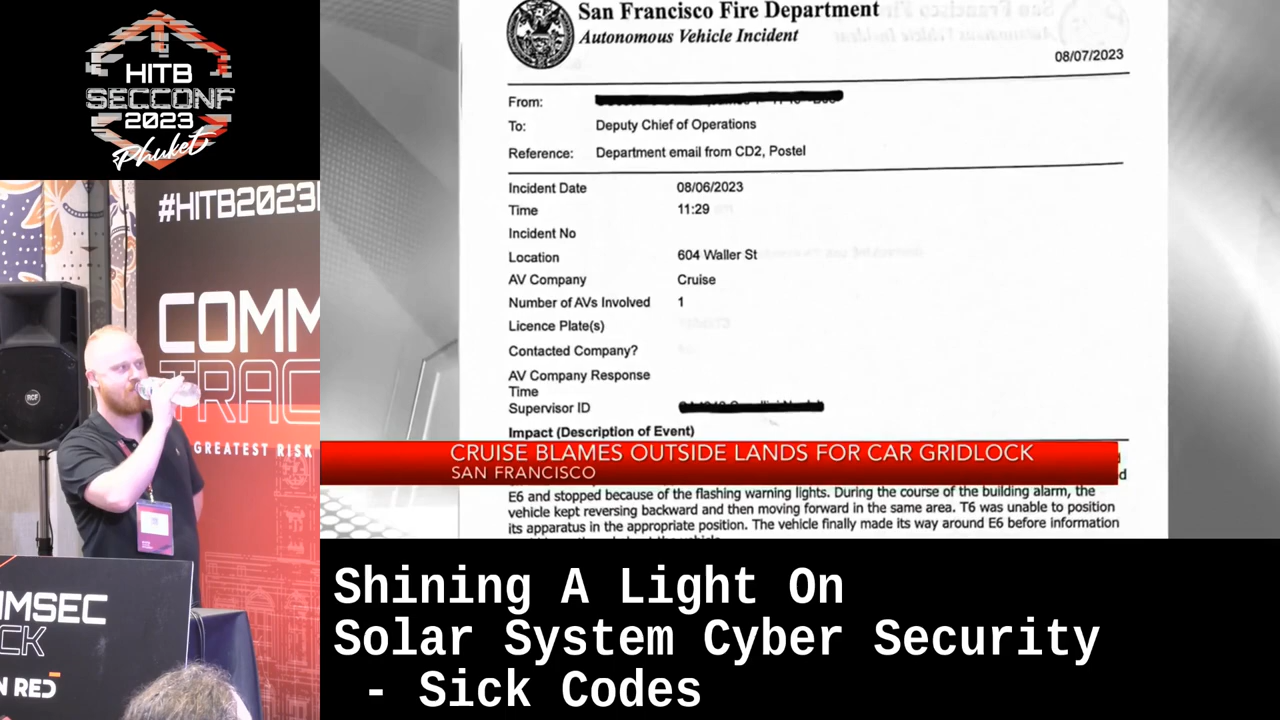 HITB
SECCONF
2023
Phuket
#HITB2023
COMM
TRAC
GREATEST RISK
RCF
MMSEC
CK
N RED
San Francisco Fire Department
Autonomous Vehicle Incident
08/07/2023
From:
To: Deputy Chief of Operations
Reference: Department email from CD2, Postel
Incident Date 08/06/2023
Time 11:29
Incident No
Location 604 Waller St
AV Company Cruise
Number of AVs Involved 1
Licence Plate(s)
Contacted Company?
AV Company Response
Time
Supervisor ID
Impact (Description of Event)
CRUISE BLAMES OUTSIDE LANDS FOR CAR GRIDLOCK
SAN FRANCISCO
E6 and stopped because of the flashing warning lights. During the course of the building alarm, the
vehicle kept reversing backward and then moving forward in the same area. T6 was unable to position
its apparatus in the appropriate position. The vehicle finally made its way around E6 before information
Shining A Light On
Solar System Cyber Security
- Sick Codes